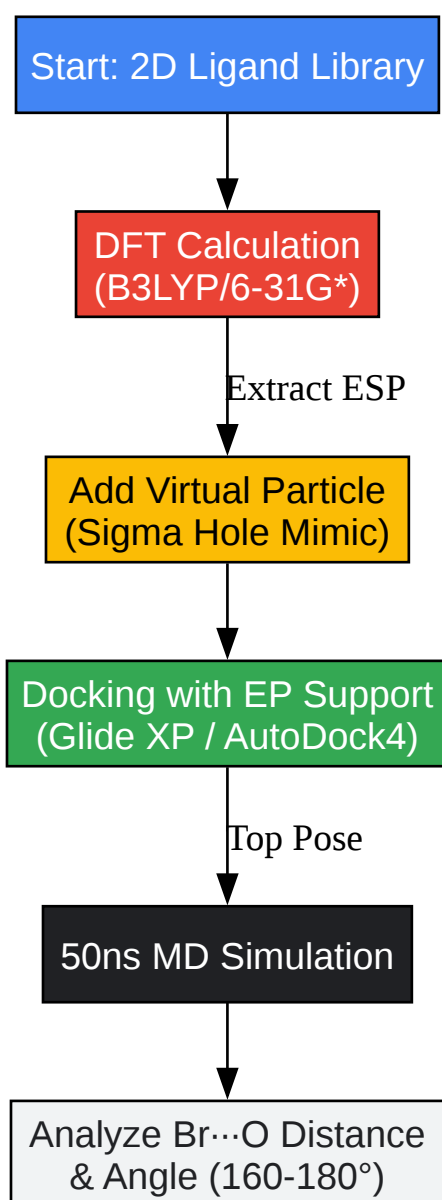 Start: 2D Ligand Library
DFT Calculation
(B3LYP/6-31G*)
Extract ESP
Add Virtual Particle
(Sigma Hole Mimic)
Docking with EP Support
(Glide XP / AutoDock4)
Top Pose
50ns MD Simulation
Analyze Br···O Distance
& Angle (160-180°)